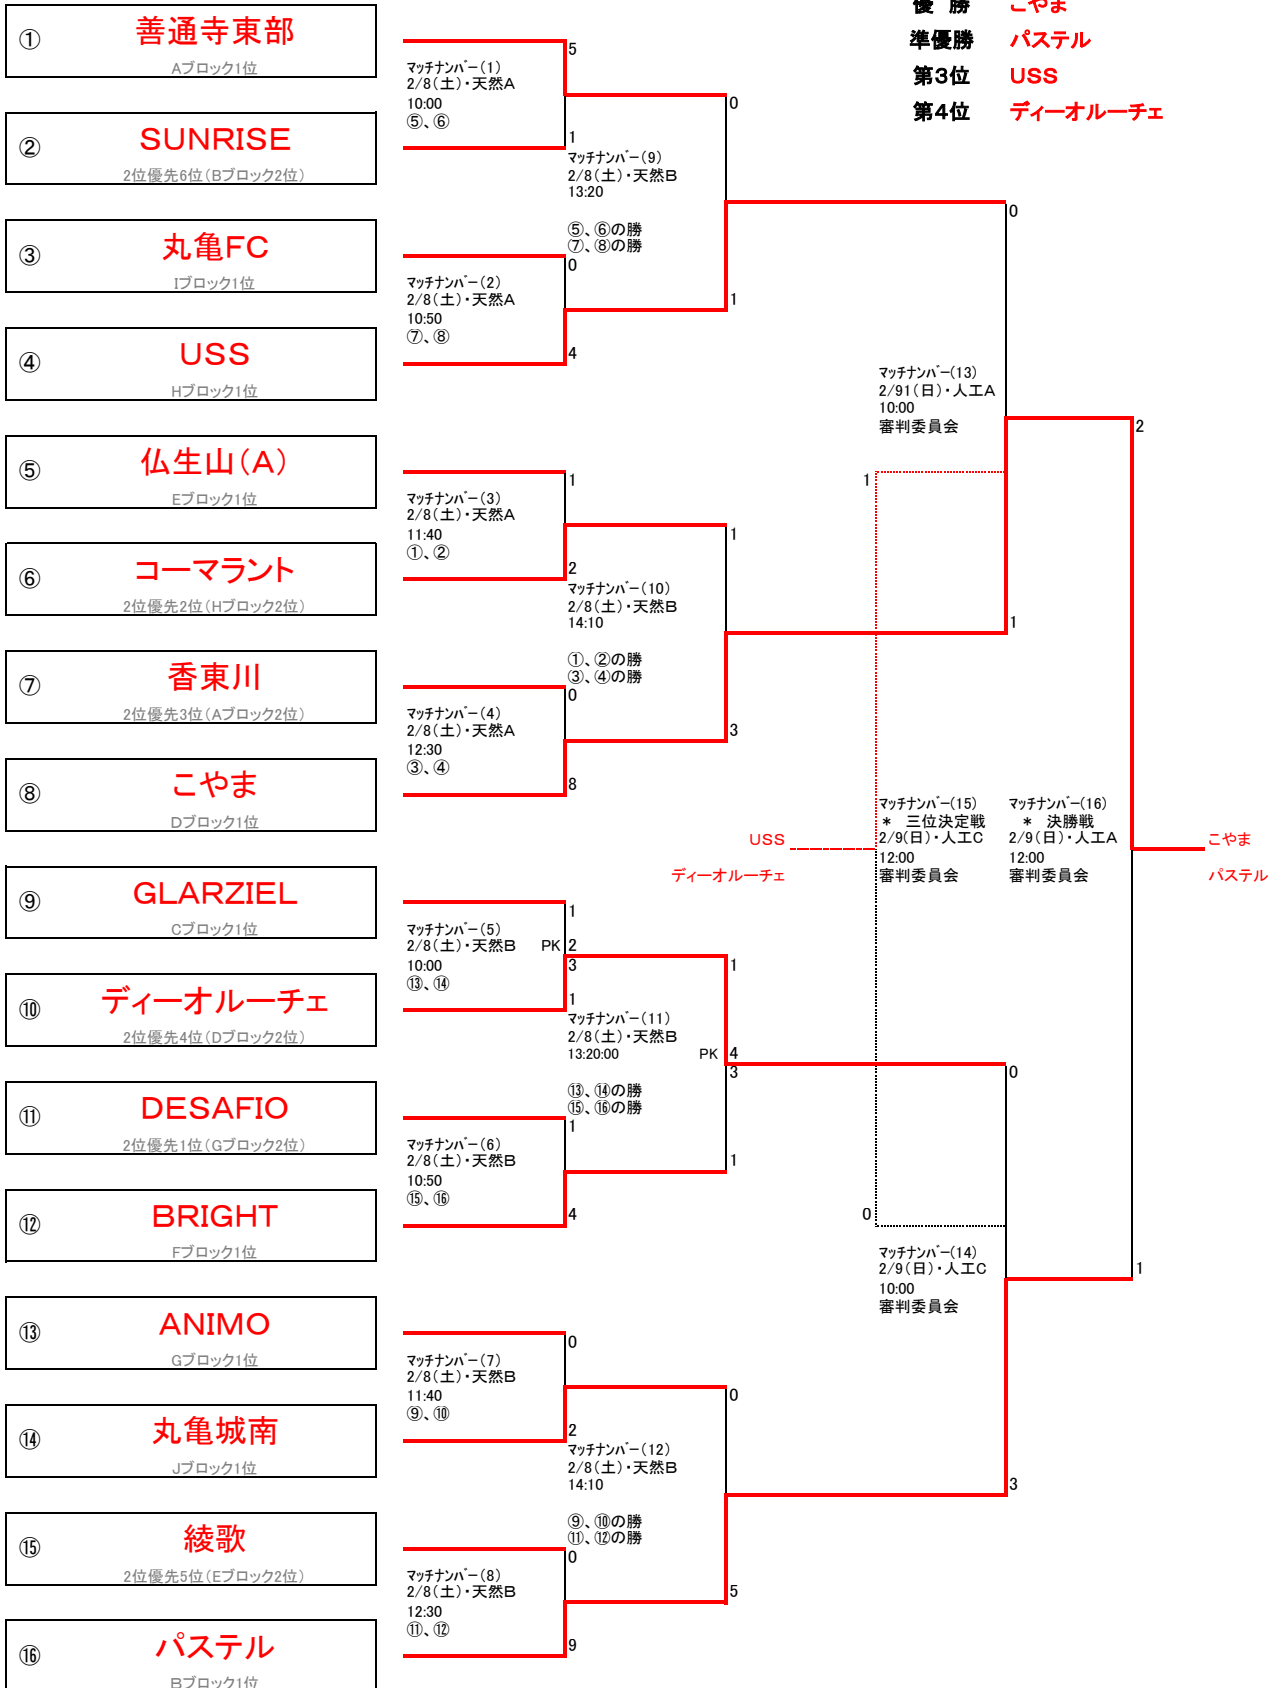 優　勝　こやま
準優勝　パステル
第3位　USS
第4位　ディーオルーチェ
① 善通寺東部
Aブロック1位
② SUNRISE
2位優先6位(Bブロック2位)
③ 丸亀FC
Iブロック1位
④ USS
Hブロック1位
⑤ 仏生山(A)
Eブロック1位
⑥ コーマラント
2位優先2位(Hブロック2位)
⑦ 香東川
2位優先3位(Aブロック2位)
⑧ こやま
Dブロック1位
⑨ GLARZIEL
Cブロック1位
⑩ ディーオルーチェ
2位優先4位(Dブロック2位)
⑪ DESAFIO
2位優先1位(Gブロック2位)
⑫ BRIGHT
Fブロック1位
⑬ ANIMO
Gブロック1位
⑭ 丸亀城南
Jブロック1位
⑮ 綾歌
2位優先5位(Eブロック2位)
⑯ パステル
Bブロック1位
5
マッチナンバー(1)
2/8(土)・天然A
10:00
⑤、⑥
1
0
マッチナンバー(2)
2/8(土)・天然A
10:50
⑦、⑧
4
1
マッチナンバー(3)
2/8(土)・天然A
11:40
①、②
2
0
マッチナンバー(4)
2/8(土)・天然A
12:30
③、④
8
1
マッチナンバー(5)
2/8(土)・天然B
PK 2
3
10:00
⑬、⑭
1
1
マッチナンバー(6)
2/8(土)・天然B
10:50
⑮、⑯
4
0
マッチナンバー(7)
2/8(土)・天然B
11:40
⑨、⑩
2
0
マッチナンバー(8)
2/8(土)・天然B
12:30
⑪、⑫
9
0
マッチナンバー(9)
2/8(土)・天然B
13:20
⑤、⑥の勝
⑦、⑧の勝
1
1
マッチナンバー(10)
2/8(土)・天然B
14:10
①、②の勝
③、④の勝
3
1
マッチナンバー(11)
2/8(土)・天然B
13:20:00
PK 4
3
⑬、⑭の勝
⑮、⑯の勝
1
0
マッチナンバー(12)
2/8(土)・天然B
14:10
⑨、⑩の勝
⑪、⑫の勝
5
0
マッチナンバー(13)
2/91(日)・人工A
10:00
審判委員会
1
0
マッチナンバー(14)
2/9(日)・人工C
10:00
審判委員会
3
1
USS
ディーオルーチェ
マッチナンバー(15)
*　三位決定戦
2/9(日)・人工C
12:00
審判委員会
0
2
マッチナンバー(16)
*　決勝戦
2/9(日)・人工A
12:00
審判委員会
こやま
パステル
1